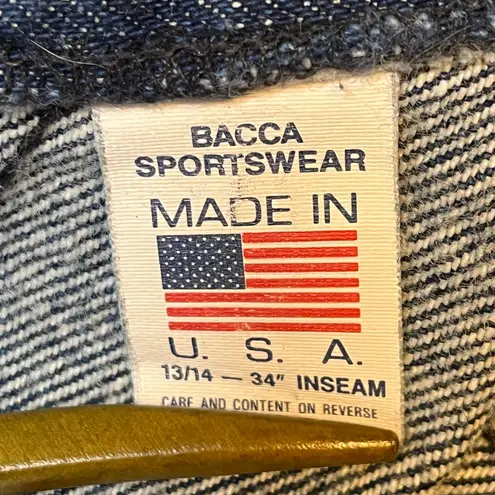 BACCA
SPORTSWEAR
MADE IN
U. S. A.
13/14 — 34" INSEAM
CARE AND CONTENT ON REVERSE